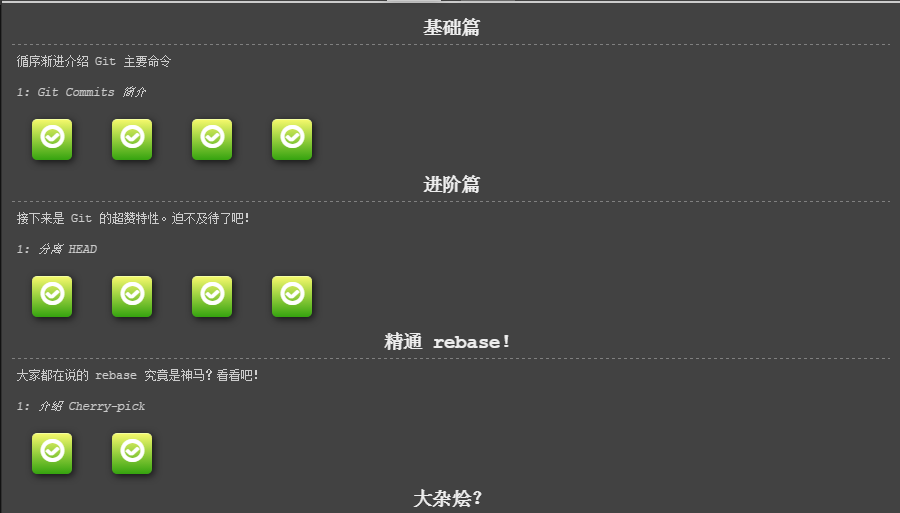 基础篇
循序渐进介绍 Git 主要命令
1: Git Commits 简介
进阶篇
接下来是 Git 的超赞特性。迫不及待了吧!
1: 分离 HEAD
精通 rebase!
大家都在说的 rebase 究竟是神马？看看吧!
1: 介绍 Cherry-pick
大杂烩？